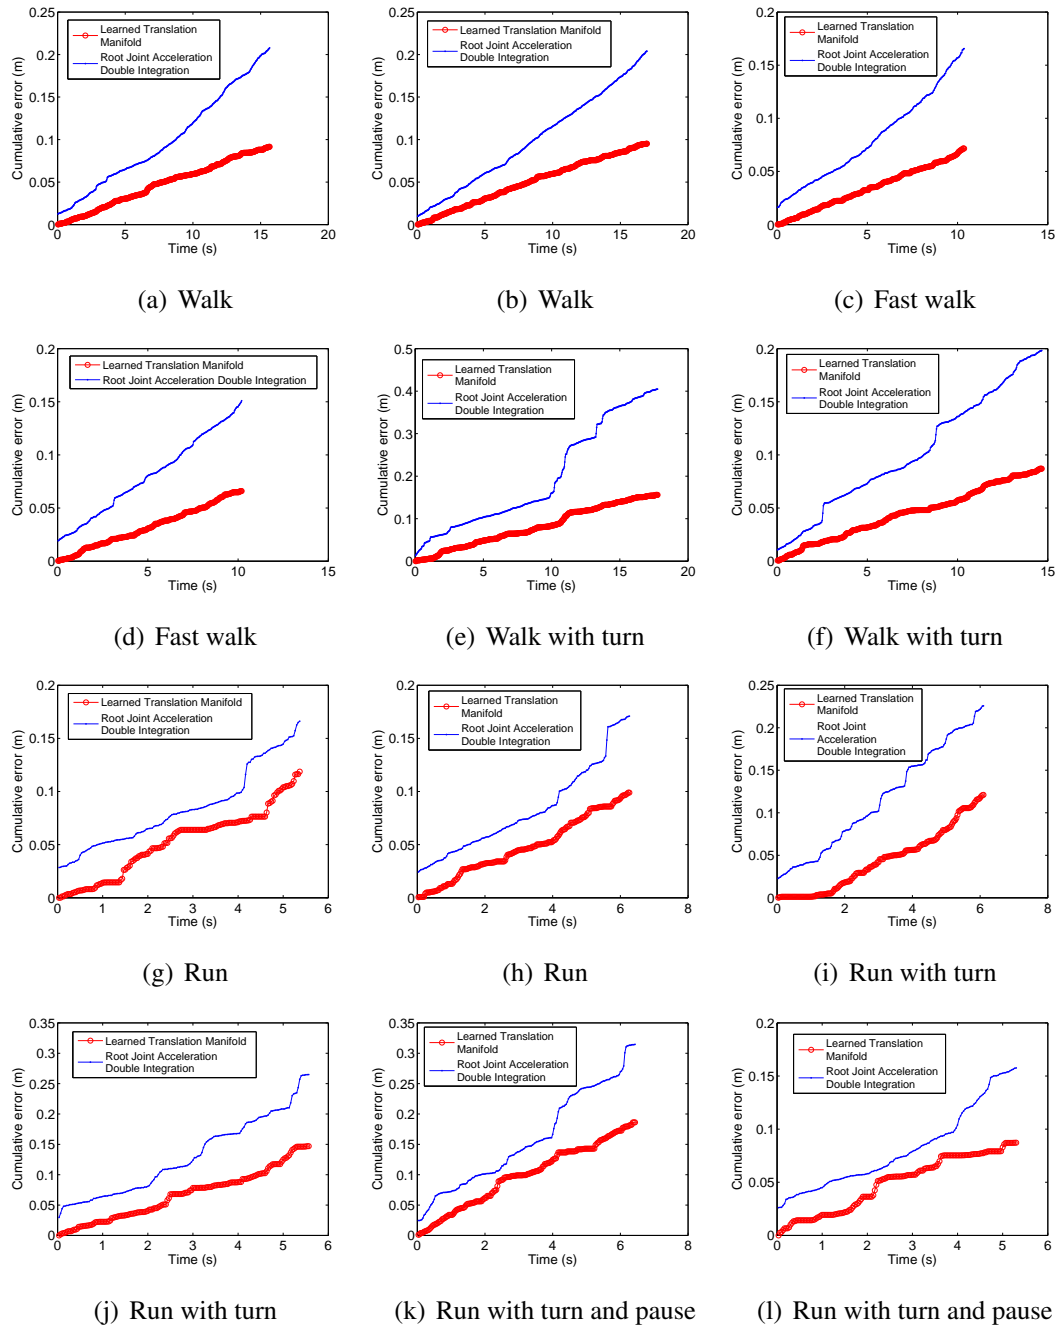 0.25
0.2
0.15
0.1
0.05
0
Cumulative error (m)
Learned Translation
Manifold
Root Joint Acceleration
Double Integration
0 5 10 15 20
Time (s)
(a) Walk
0.25
0.2
0.15
0.1
0.05
0
Cumulative error (m)
Learned Translation Manifold
Root Joint Acceleration
Double Integration
0 5 10 15 20
Time (s)
(b) Walk
0.2
0.15
0.1
0.05
0
Cumulative error (m)
Learned Translation
Manifold
Root Joint Acceleration
Double Integration
0 5 10 15
Time (s)
(c) Fast walk
0.2
0.15
0.1
0.05
0
Cumulative error (m)
Learned Translation Manifold
Root Joint Acceleration Double Integration
0 5 10 15
Time (s)
(d) Fast walk
0.5
0.4
0.3
0.2
0.1
0
Cumulative error (m)
Learned Translation
Manifold
Root Joint Acceleration
Double Integration
0 5 10 15 20
Time (s)
(e) Walk with turn
0.2
0.15
0.1
0.05
0
Cumulative error (m)
Learned Translation
Manifold
Root Joint Acceleration
Double Integration
0 5 10 15
Time (s)
(f) Walk with turn
0.2
0.15
0.1
0.05
0
Cumulative error (m)
Learned Translation Manifold
Root Joint Acceleration
Double Integration
0 1 2 3 4 5 6
Time (s)
(g) Run
0.2
0.15
0.1
0.05
0
Cumulative error (m)
Learned Translation
Manifold
Root Joint Acceleration
Double Integration
0 2 4 6 8
Time (s)
(h) Run
0.25
0.2
0.15
0.1
0.05
0
Cumulative error (m)
Learned Translation
Manifold
Root Joint
Acceleration
Double Integration
0 2 4 6 8
Time (s)
(i) Run with turn
0.35
0.3
0.25
0.2
0.15
0.1
0.05
0
Cumulative error (m)
Learned Translation Manifold
Root Joint Acceleration
Double Integration
0 1 2 3 4 5 6
Time (s)
(j) Run with turn
0.35
0.3
0.25
0.2
0.15
0.1
0.05
0
Cumulative error (m)
Learned Translation
Manifold
Root Joint Acceleration
Double Integration
0 2 4 6 8
Time (s)
(k) Run with turn and pause
0.2
0.15
0.1
0.05
0
Cumulative error (m)
Learned Translation
Manifold
Root Joint Acceleration
Double Integration
0 1 2 3 4 5 6
Time (s)
(l) Run with turn and pause